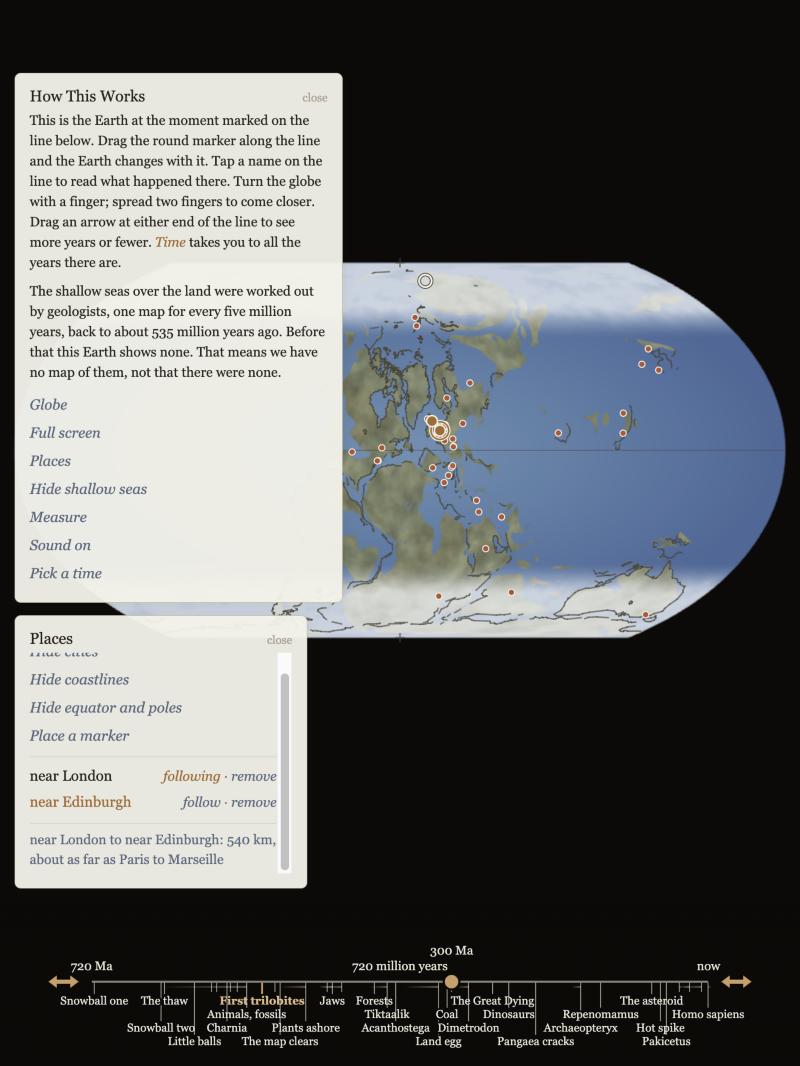 How This Works
close
This is the Earth at the moment marked on the
line below. Drag the round marker along the line
and the Earth changes with it. Tap a name on the
line to read what happened there. Turn the globe
with a finger; spread two fingers to come closer.
Drag an arrow at either end of the line to see
more years or fewer. Time takes you to all the
years there are.
The shallow seas over the land were worked out
by geologists, one map for every five million
years, back to about 535 million years ago. Before
that this Earth shows none. That means we have
no map of them, not that there were none.
Globe
Full screen
Places
Hide shallow seas
Measure
Sound on
Pick a time
Places
close
Hide cities
Hide coastlines
Hide equator and poles
Place a marker
near London following · remove
near Edinburgh follow · remove
near London to near Edinburgh: 540 km,
about as far as Paris to Marseille
300 Ma
720 Ma 720 million years now
Snowball one The thaw First trilobites Jaws Forests The Great Dying The asteroid
Animals, fossils Tiktaalik Coal Dinosaurs Repenomamus Homo sapiens
Snowball two Charnia Plants ashore Acanthostega Dimetrodon Archaeopteryx Hot spike
Little balls The map clears Land egg Pangaea cracks Pakicetus